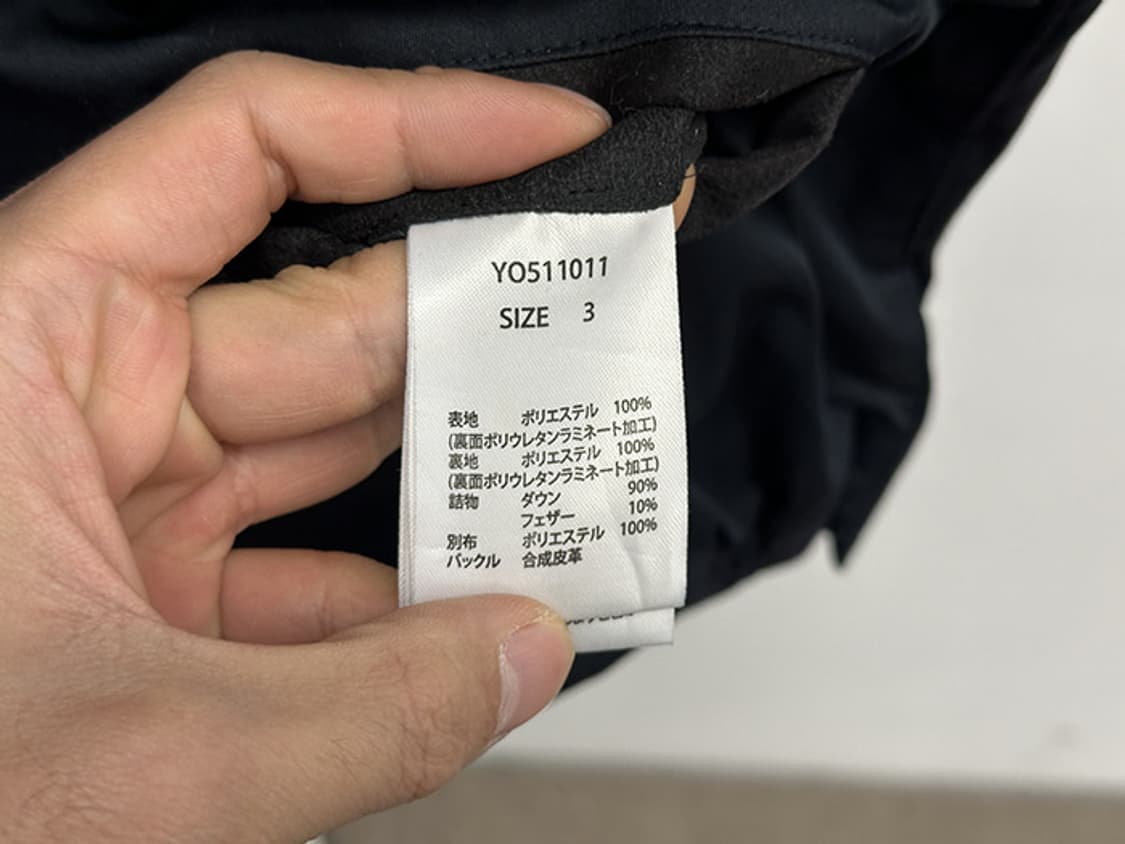 YO511011
SIZE 3
表地 ポリエステル 100%
(裏面ポリウレタンラミネート加工)
裏地 ポリエステル 100%
(裏面ポリウレタンラミネート加工)
詰物 ダウン 90%
フェザー 10%
別布 ポリエステル 100%
バックル 合成皮革